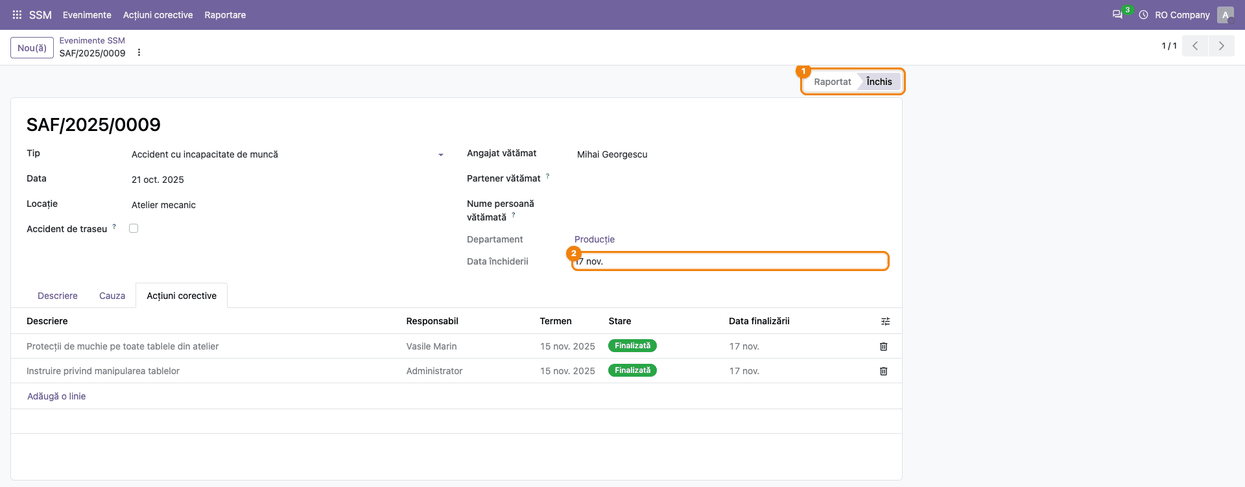 SSM Evenimente Acțiuni corective Raportare 3 RO Company A
Nou(ă) Evenimente SSM
SAF/2025/0009
1 / 1
1
Raportat Închis
SAF/2025/0009
Tip Accident cu incapacitate de muncă
Angajat vătămat Mihai Georgescu
Data 21 oct. 2025
Partener vătămat ?
Locație Atelier mecanic
Nume persoană
vătămată ?
Accident de traseu ?
Departament Producție
2
Data închiderii 17 nov.
Descriere Cauza Acțiuni corective
Descriere Responsabil Termen Stare Data finalizării
Protecții de muchie pe toate tablele din atelier Vasile Marin 15 nov. 2025 Finalizată 17 nov.
Instruire privind manipularea tablelor Administrator 15 nov. 2025 Finalizată 17 nov.
Adăugă o linie